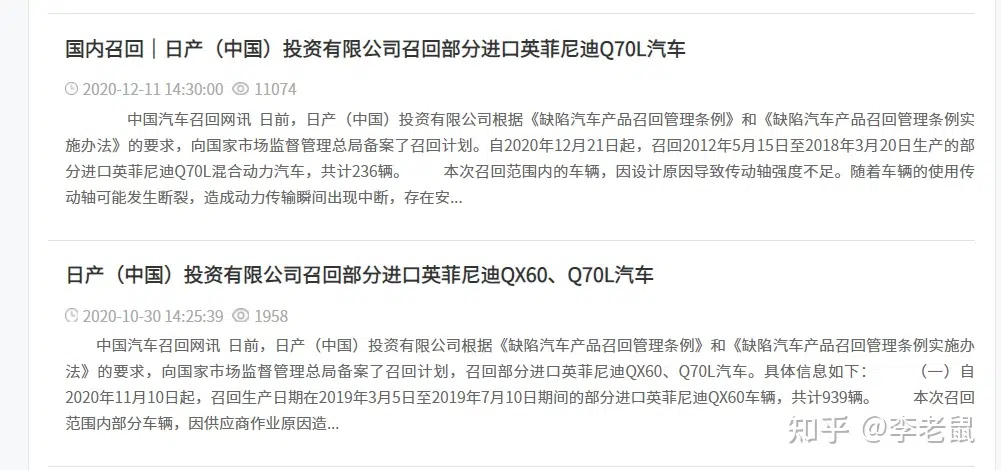 国内召回｜日产（中国）投资有限公司召回部分进口英菲尼迪Q70L汽车
2020-12-11 14:30:00 11074
中国汽车召回网讯 日前，日产（中国）投资有限公司根据《缺陷汽车产品召回管理条例》和《缺陷汽车产品召回管理条例实
施办法》的要求，向国家市场监督管理总局备案了召回计划。自2020年12月21日起，召回2012年5月15日至2018年3月20日生产的部
分进口英菲尼迪Q70L混合动力汽车，共计236辆。 本次召回范围内的车辆，因设计原因导致传动轴强度不足。随着车辆的使用传
动轴可能发生断裂，造成动力传输瞬间出现中断，存在安...
日产（中国）投资有限公司召回部分进口英菲尼迪QX60、Q70L汽车
2020-10-30 14:25:39 1958
中国汽车召回网讯 日前，日产（中国）投资有限公司根据《缺陷汽车产品召回管理条例》和《缺陷汽车产品召回管理条例实施办
法》的要求，向国家市场监督管理总局备案了召回计划，召回部分进口英菲尼迪QX60、Q70L汽车。具体信息如下： （一）自
2020年11月10日起，召回生产日期在2019年3月5日至2019年7月10日期间的部分进口英菲尼迪QX60车辆，共计939辆。 本次召回
范围内部分车辆，因供应商作业原因造...
知乎 @李老鼠